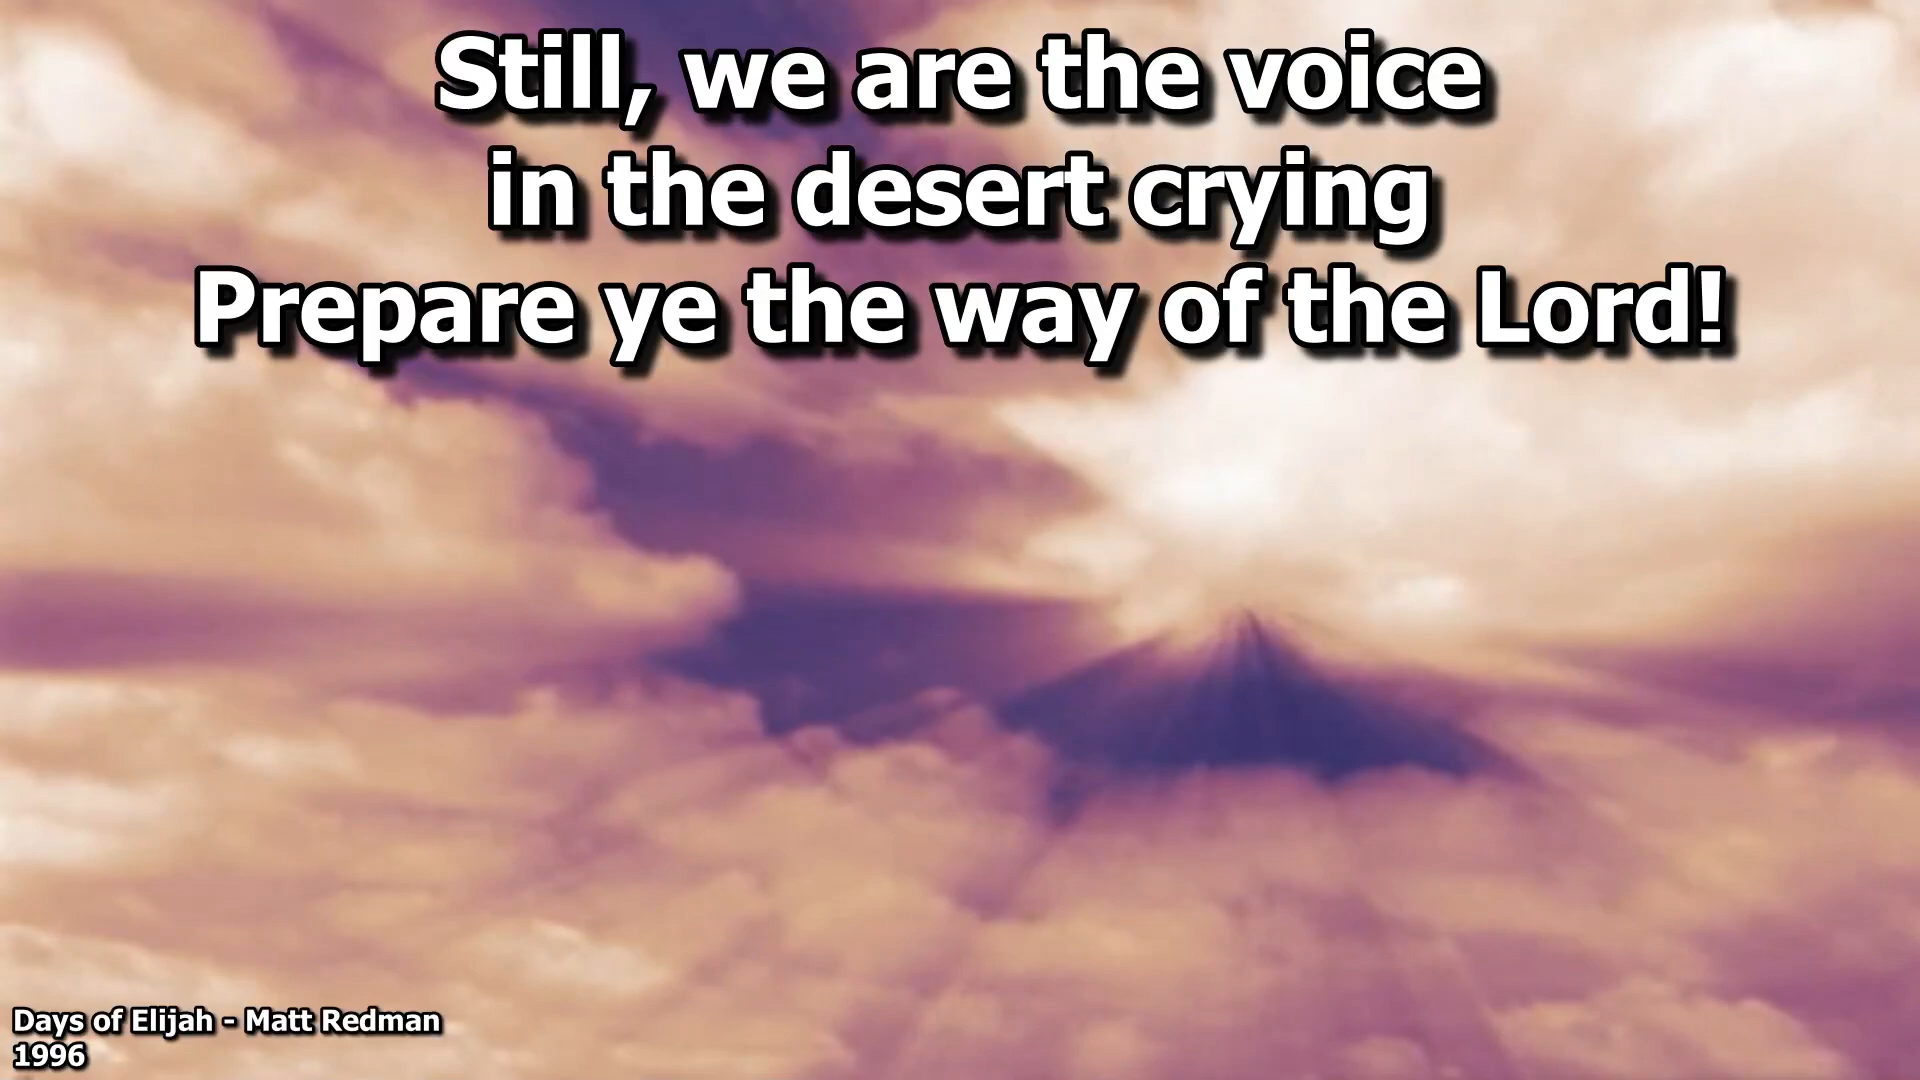 Still, we are the voice
in the desert crying
Prepare ye the way of the Lord!
Days of Elijah - Matt Redman
1996